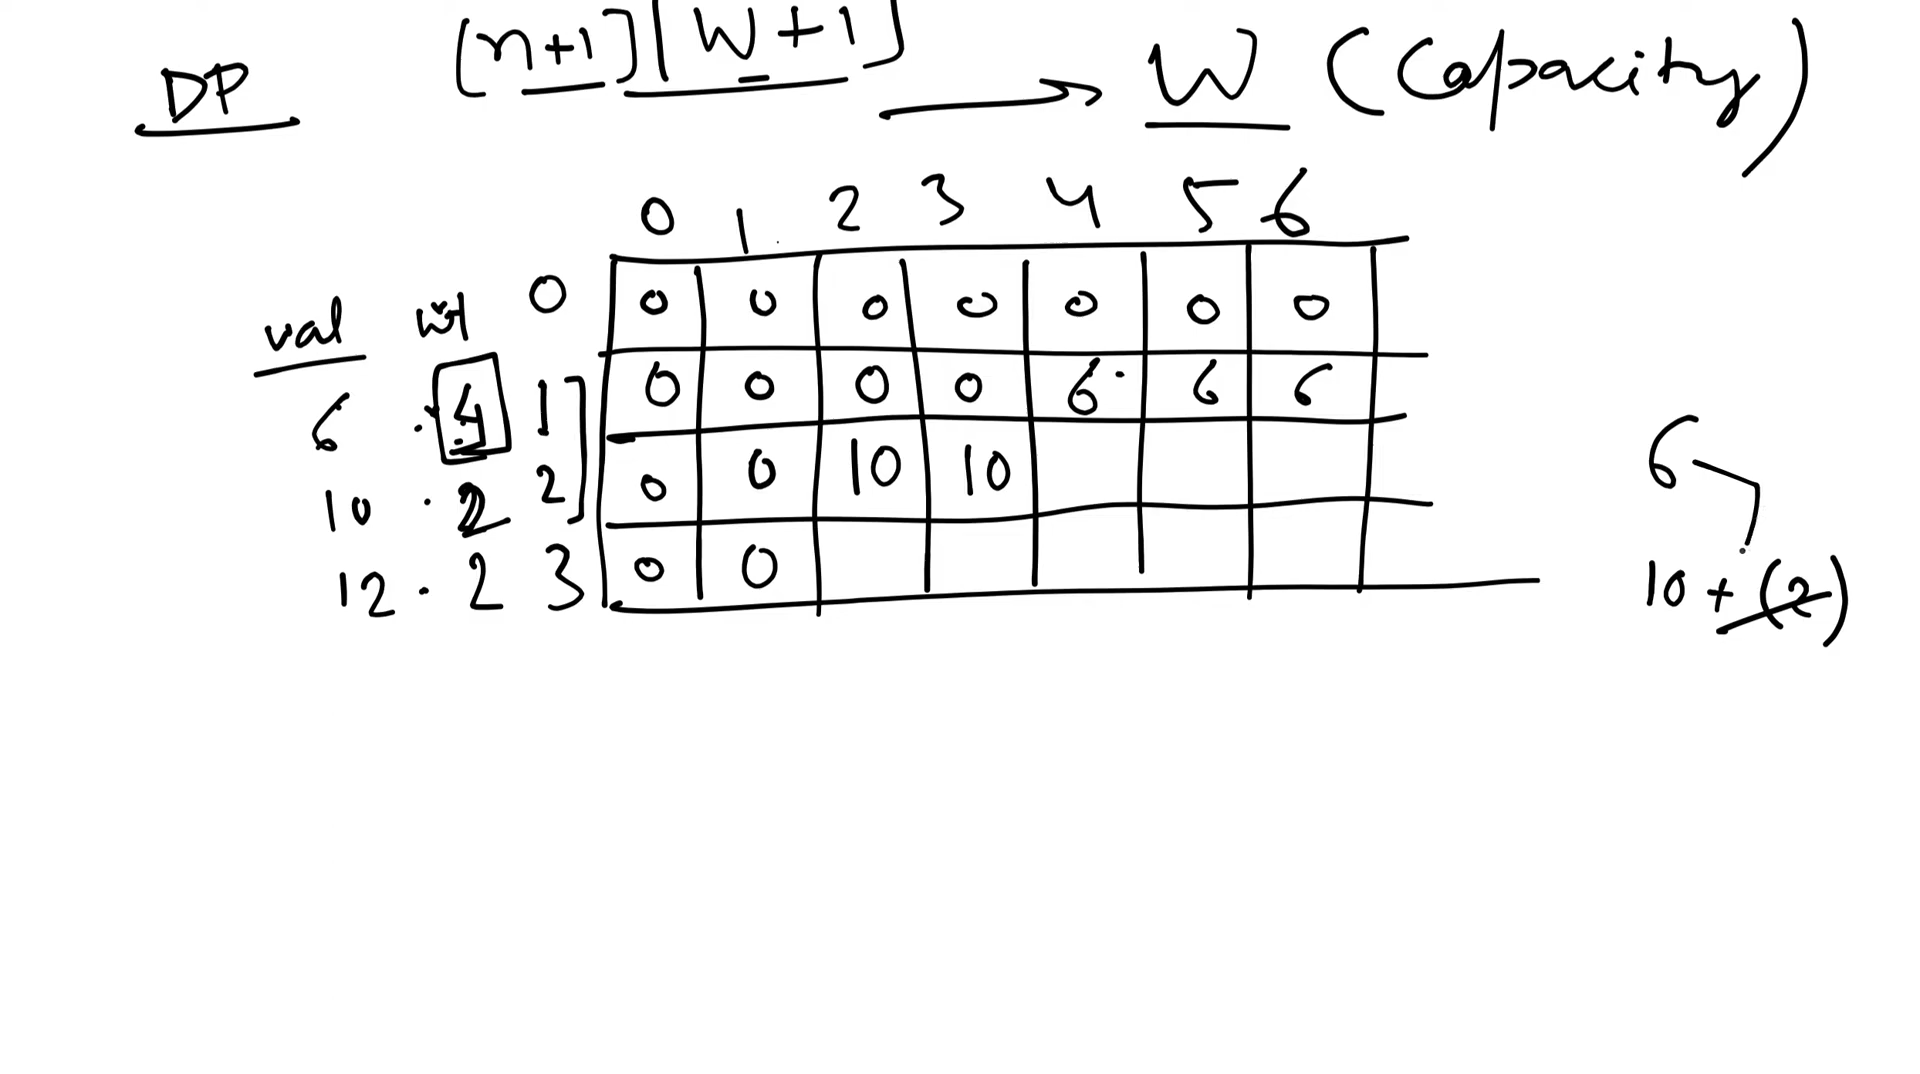 DP [n+1][W+1] → W (Capacity)
0 1 2 3 4 5 6
val wt 0 0 0 0 0 0 0 0
6 4 1 0 0 0 0 6 6 6
10 2 2 0 0 10 10
12 2 3 0 0
6
10 + (2)